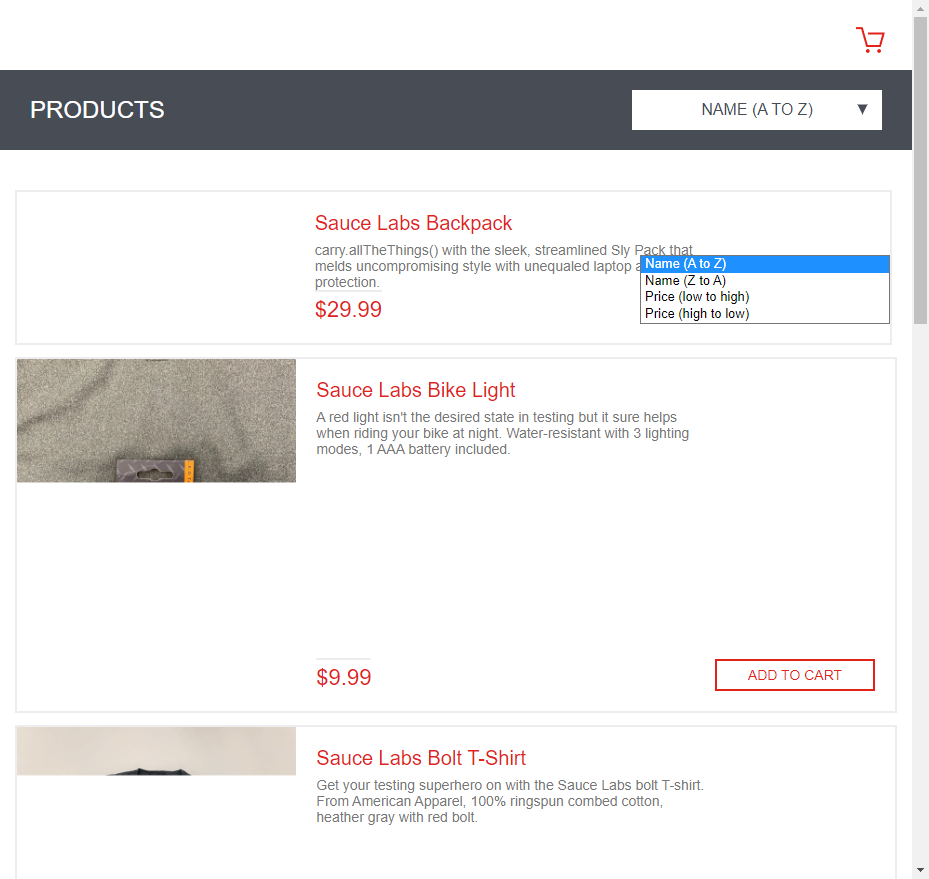 PRODUCTS
NAME (A TO Z)
Sauce Labs Backpack
carry.allTheThings() with the sleek, streamlined Sly Pack that
melds uncompromising style with unequaled laptop
protection.
$29.99
Name (A to Z)
Name (Z to A)
Price (low to high)
Price (high to low)
Sauce Labs Bike Light
A red light isn't the desired state in testing but it sure helps
when riding your bike at night. Water-resistant with 3 lighting
modes, 1 AAA battery included.
$9.99
ADD TO CART
Sauce Labs Bolt T-Shirt
Get your testing superhero on with the Sauce Labs bolt T-shirt.
From American Apparel, 100% ringspun combed cotton,
heather gray with red bolt.